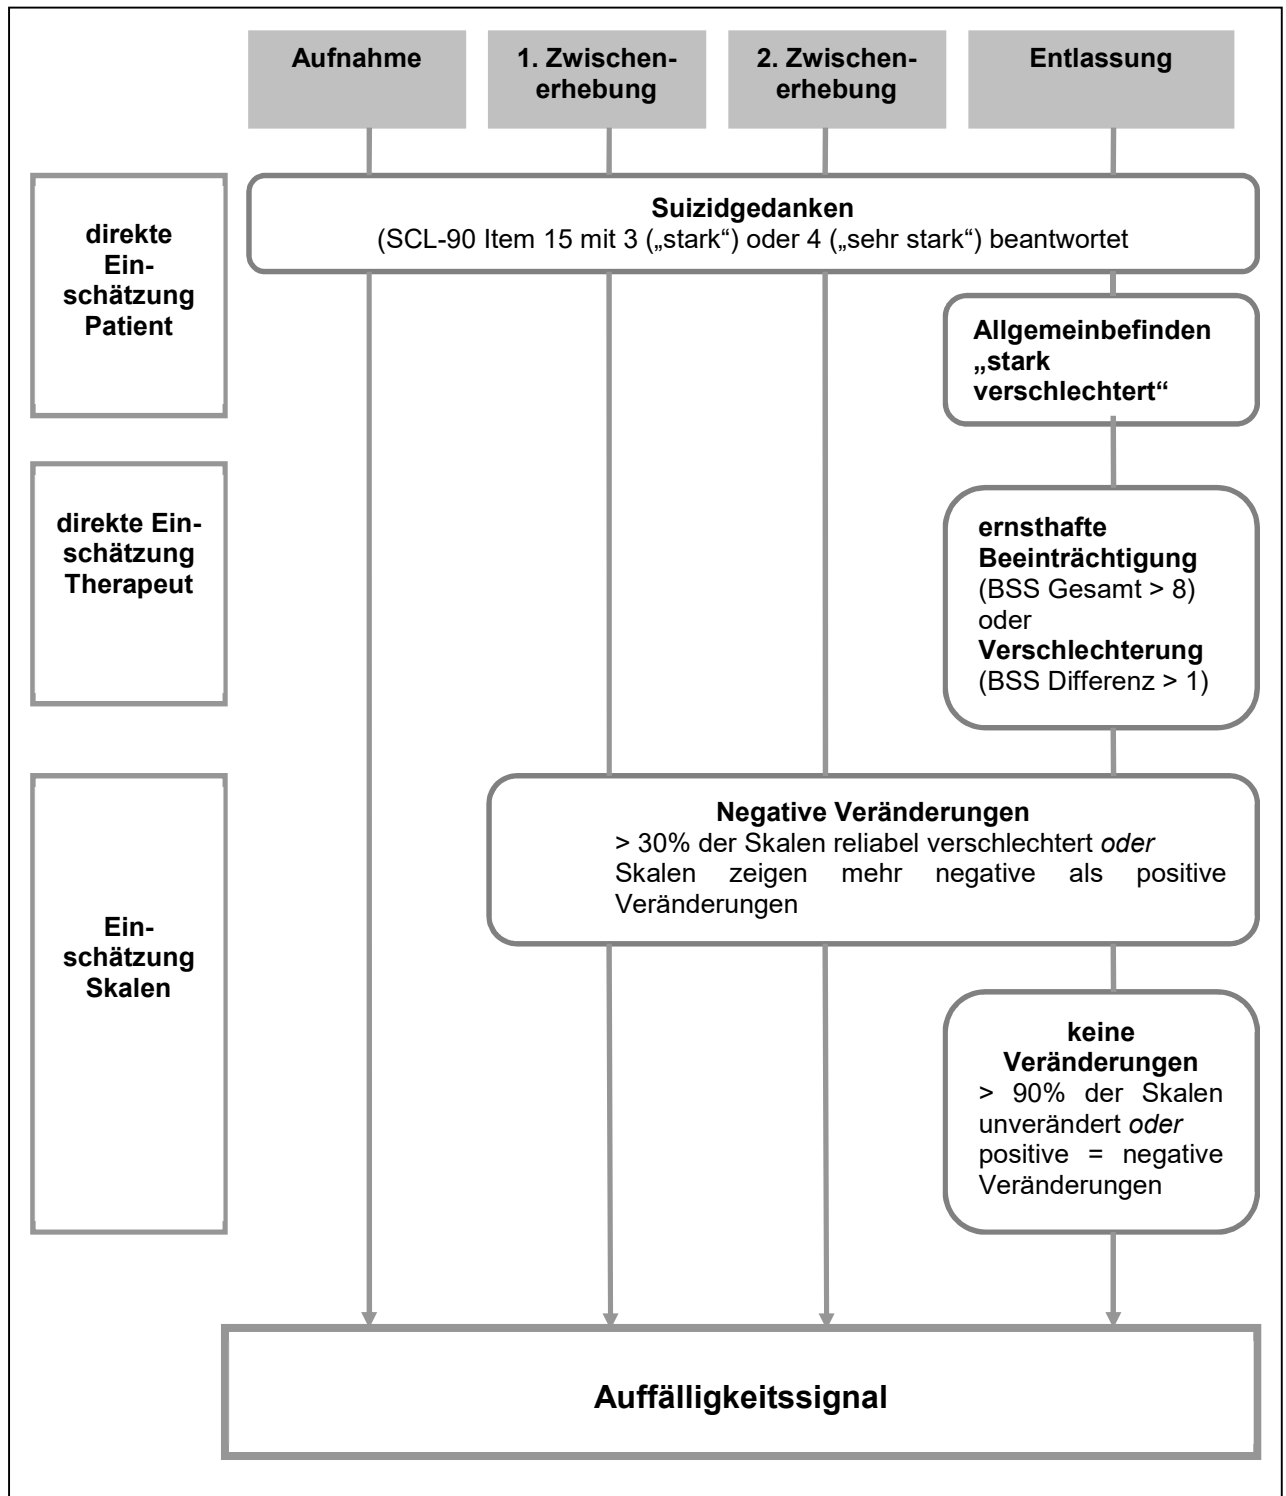 Aufnahme
1. Zwischen-
erhebung
2. Zwischen-
erhebung
Entlassung
direkte
Ein-
schätzung
Patient
Suizidgedanken
(SCL-90 Item 15 mit 3 („stark“) oder 4 („sehr stark“) beantwortet
Allgemeinbefinden
„stark
verschlechtert“
direkte Ein-
schätzung
Therapeut
ernsthafte
Beeinträchtigung
(BSS Gesamt > 8)
oder
Verschlechterung
(BSS Differenz > 1)
Ein-
schätzung
Skalen
Negative Veränderungen
> 30% der Skalen reliabel verschlechtert oder
Skalen zeigen mehr negative als positive
Veränderungen
keine
Veränderungen
> 90% der Skalen
unverändert oder
positive = negative
Veränderungen
Auffälligkeitssignal